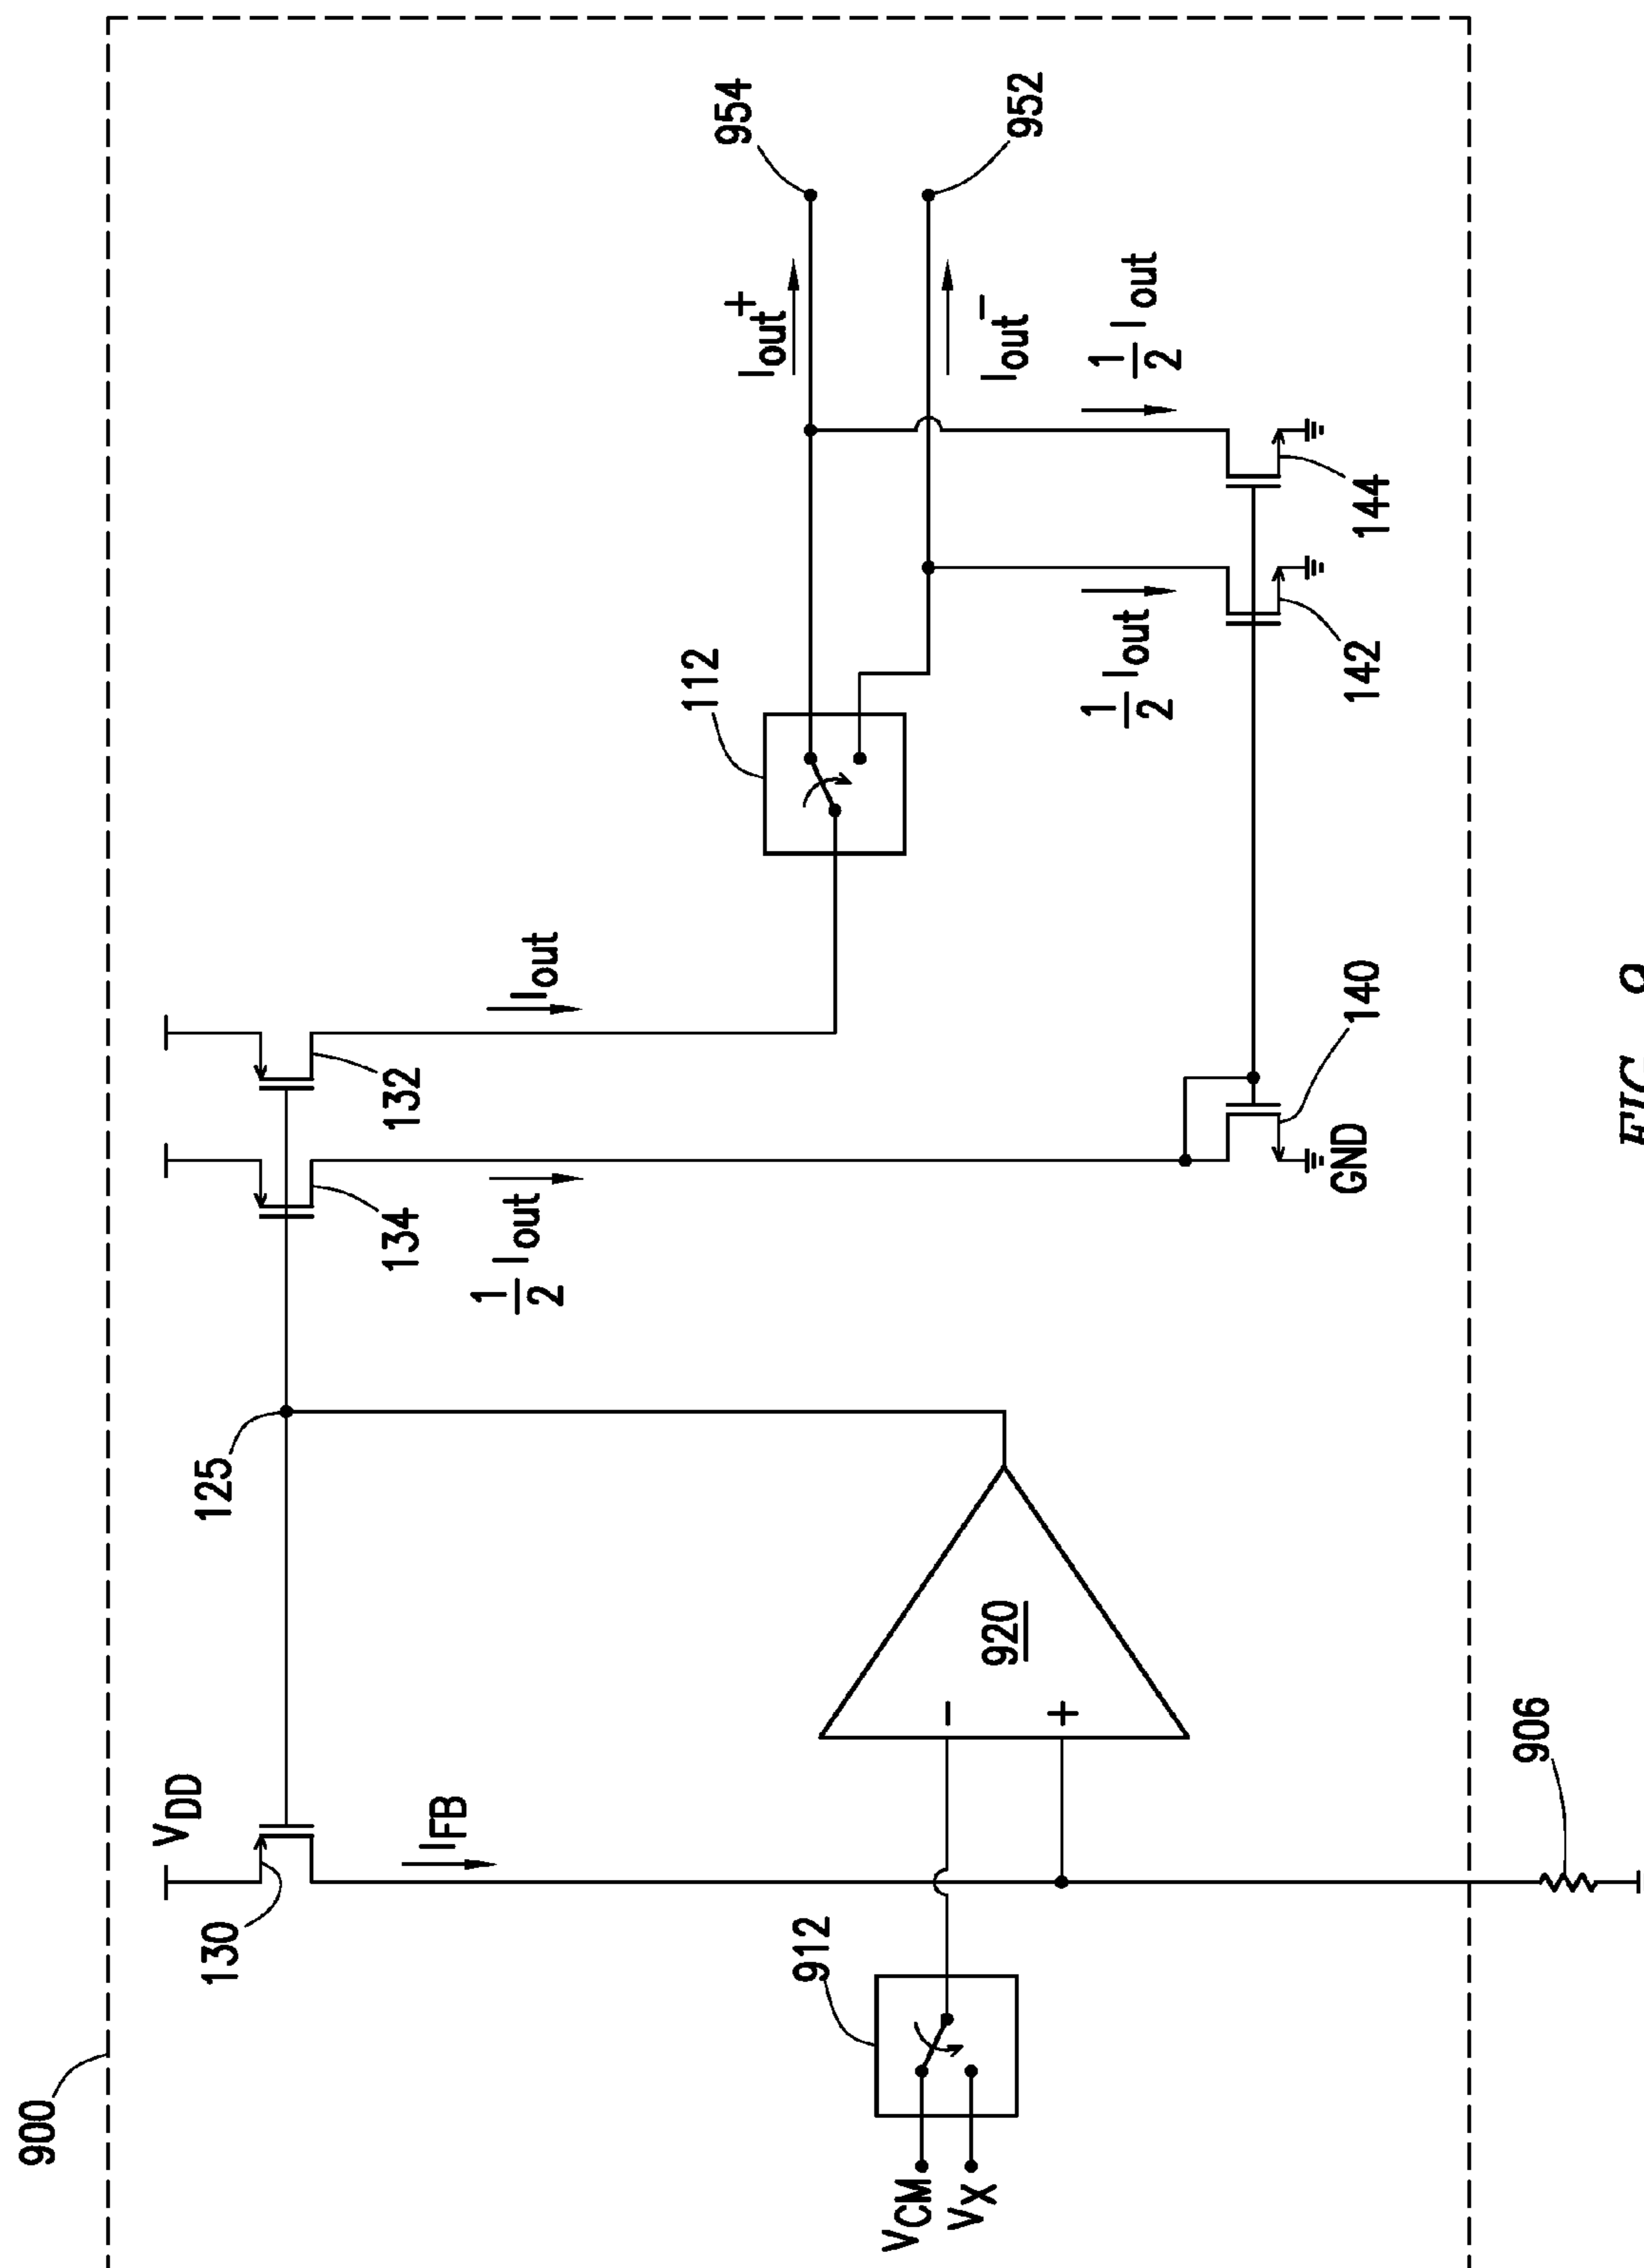 900
954
952
Iout+
Iout−
1/2 Iout
112
144
142
1/2 Iout
Iout
132
134
1/2 Iout
140
GND
125
VDD
130
IFB
920
−
+
906
912
VCM
VX